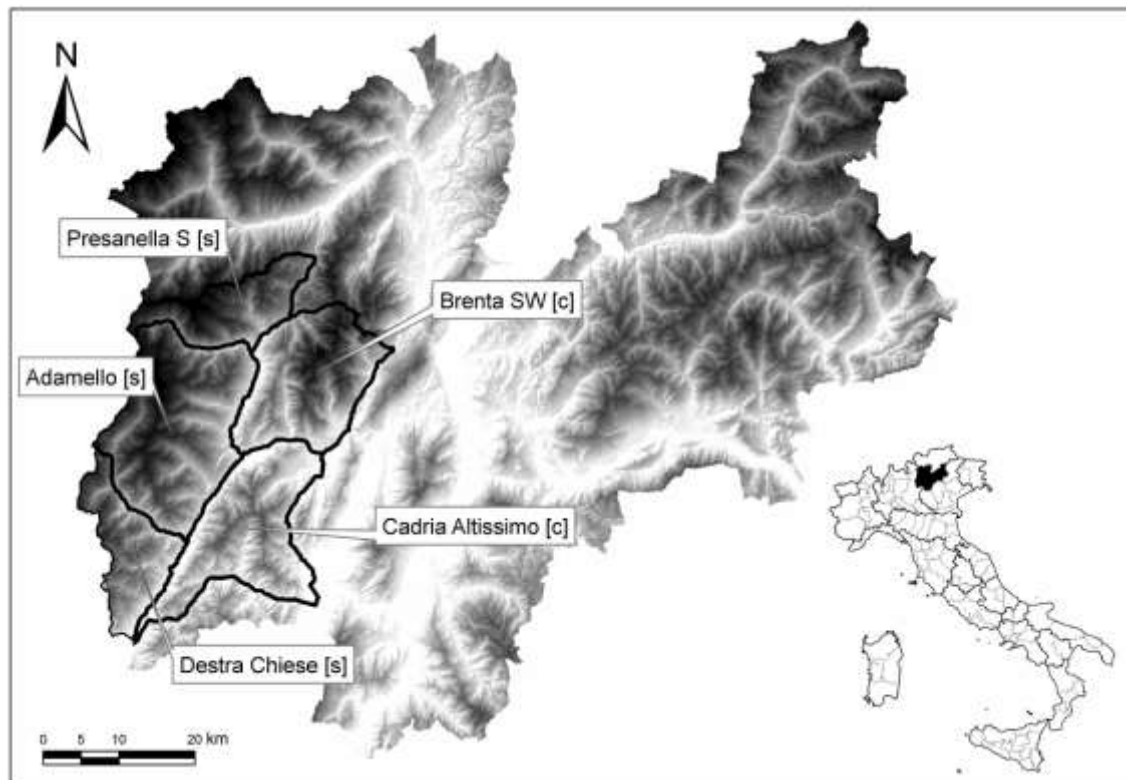 N
Presanella S [s]
Brenta SW [c]
Adamello [s]
Cadria Altissimo [c]
Destra Chiese [s]
0 5 10 20 km